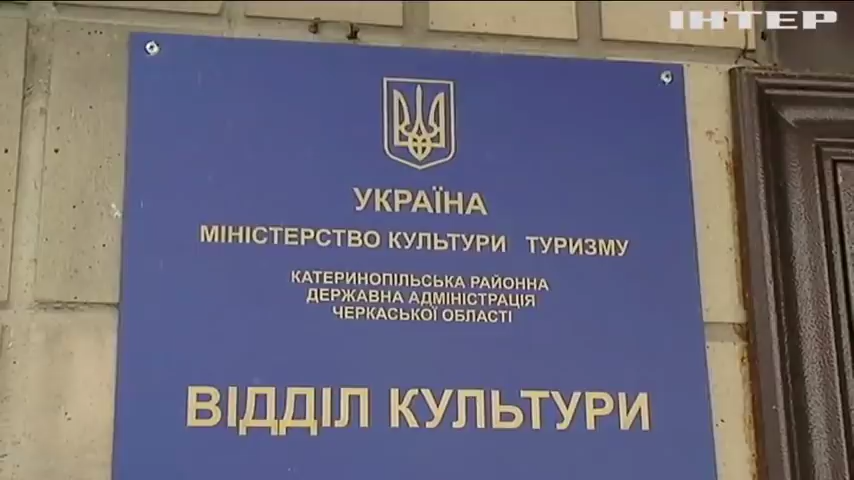 ІНТЕР
УКРАЇНА
МІНІСТЕРСТВО КУЛЬТУРИ ТУРИЗМУ
КАТЕРИНОПІЛЬСЬКА РАЙОННА
ДЕРЖАВНА АДМІНІСТРАЦІЯ
ЧЕРКАСЬКОЇ ОБЛАСТІ
ВІДДІЛ КУЛЬТУРИ